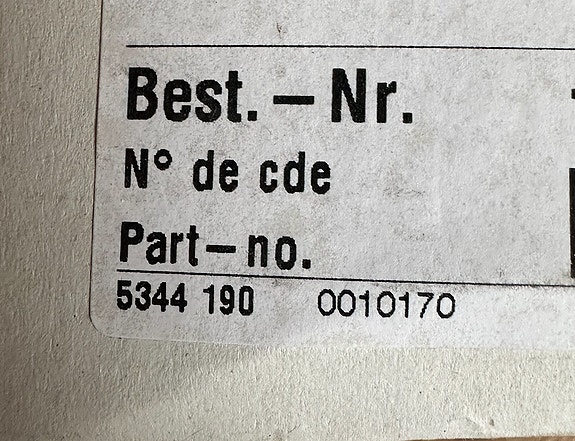 Best.–Nr.
N° de cde
Part–no.
5344 190 0010170